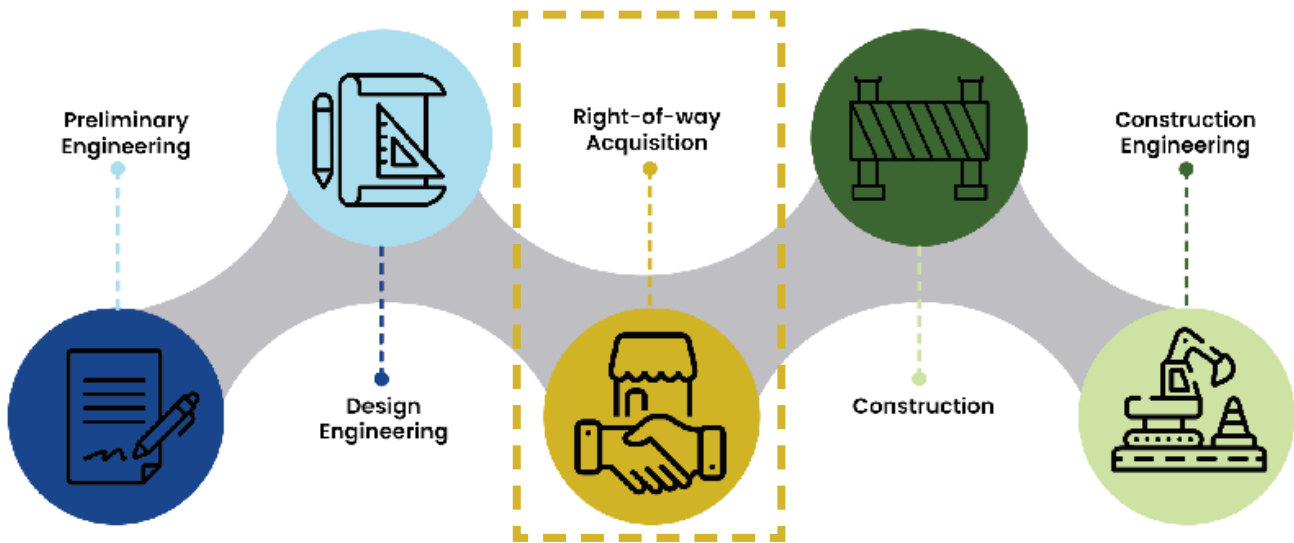 Preliminary
Engineering
Design
Engineering
Right-of-way
Acquisition
Construction
Construction
Engineering